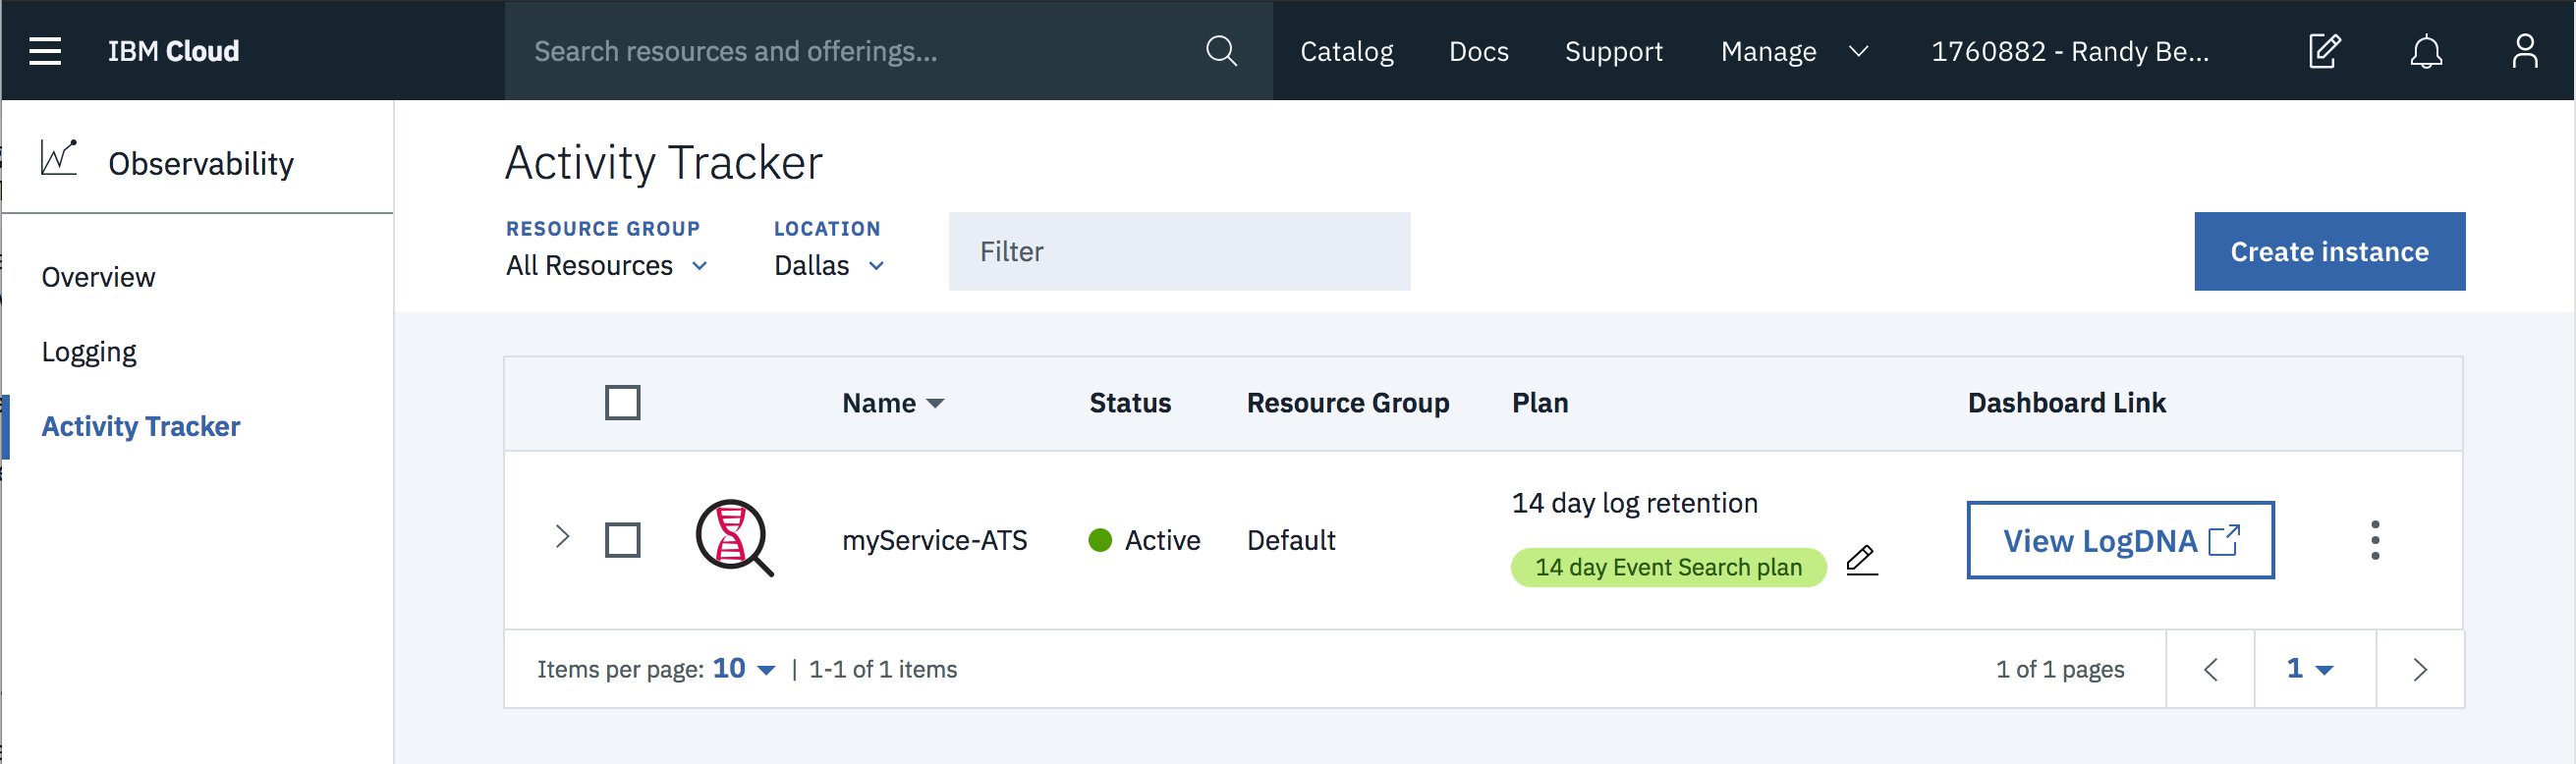 IBM Cloud
Search resources and offerings...
Catalog
Docs
Support
Manage
1760882 - Randy Be...
Observability
Overview
Logging
Activity Tracker
Activity Tracker
RESOURCE GROUP
All Resources
LOCATION
Dallas
Filter
Create instance
Name
Status
Resource Group
Plan
Dashboard Link
myService-ATS
Active
Default
14 day log retention
14 day Event Search plan
View LogDNA
Items per page: 10 | 1-1 of 1 items
1 of 1 pages
1